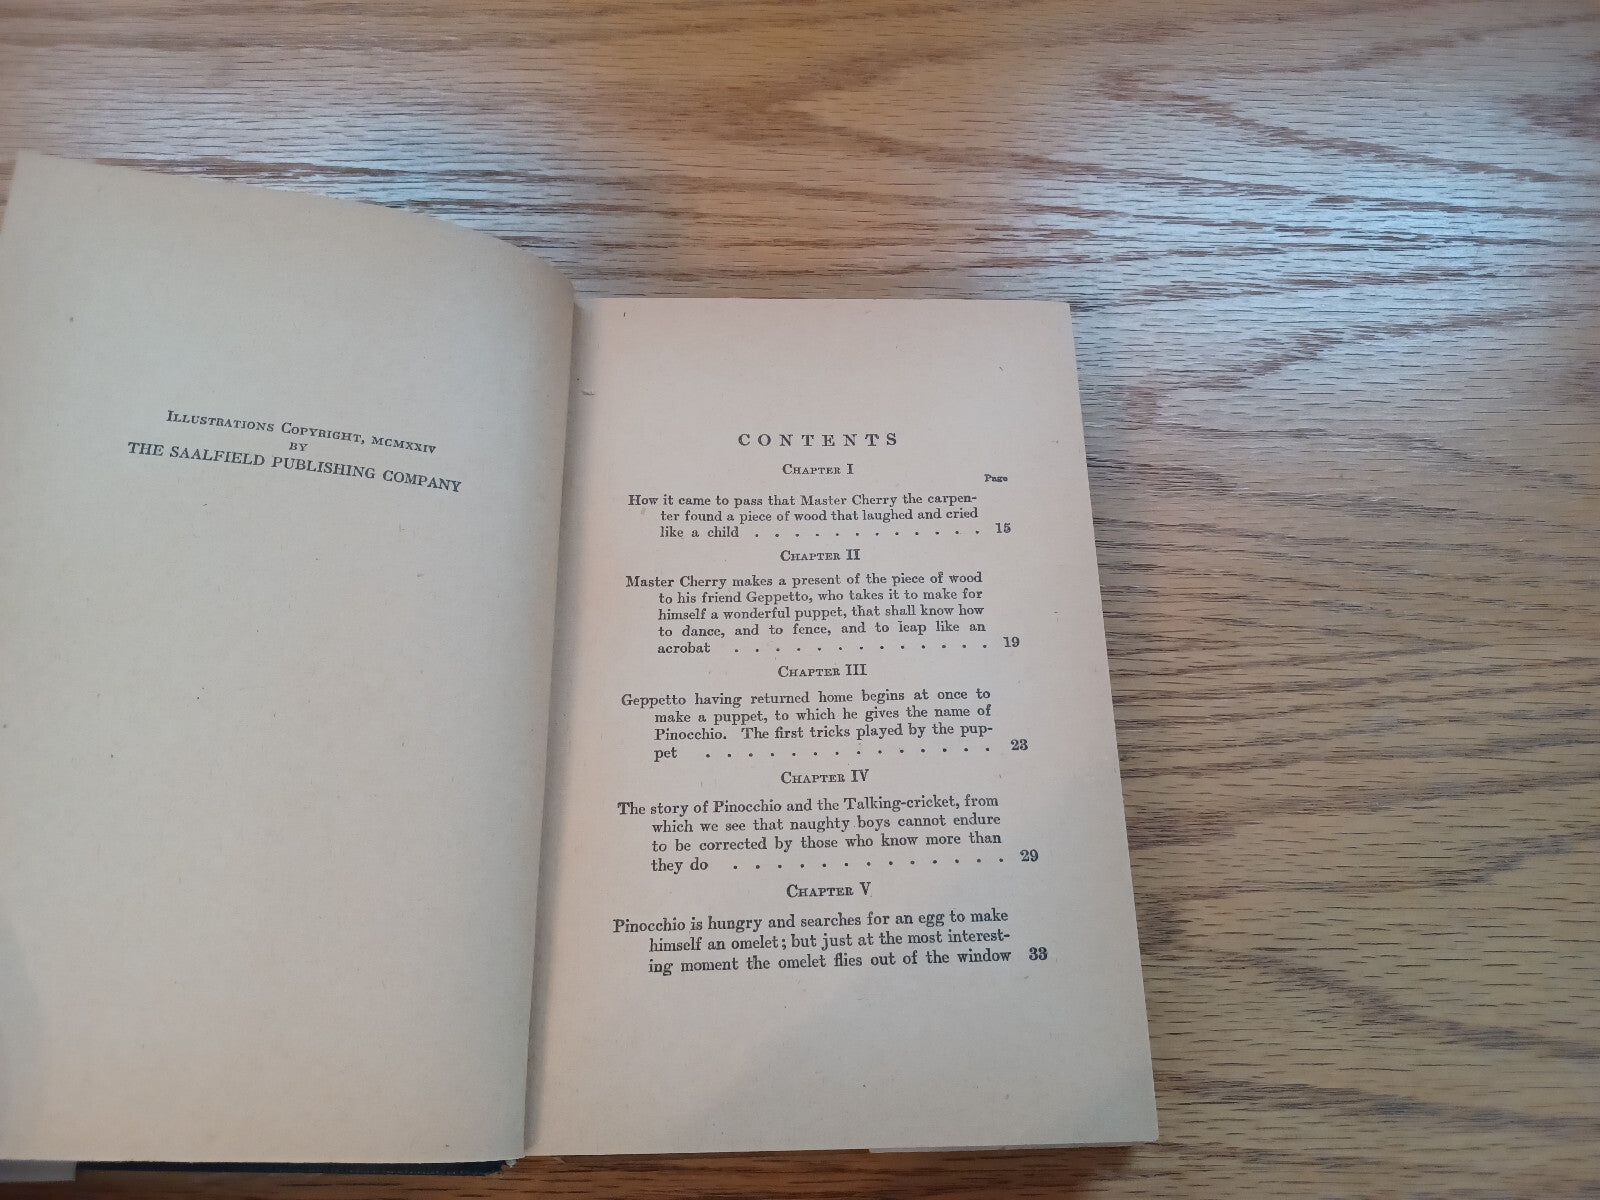 Illustrations Copyright, MCMXXIV
BY
THE SAALFIELD PUBLISHING COMPANY
CONTENTS
Chapter I
Page
How it came to pass that Master Cherry the carpen-
ter found a piece of wood that laughed and cried
like a child . . . . . . . . . . . . 15
Chapter II
Master Cherry makes a present of the piece of wood
to his friend Geppetto, who takes it to make for
himself a wonderful puppet, that shall know how
to dance, and to fence, and to leap like an
acrobat . . . . . . . . . . . . . 19
Chapter III
Geppetto having returned home begins at once to
make a puppet, to which he gives the name of
Pinocchio. The first tricks played by the pup-
pet . . . . . . . . . . . . . . 23
Chapter IV
The story of Pinocchio and the Talking-cricket, from
which we see that naughty boys cannot endure
to be corrected by those who know more than
they do . . . . . . . . . . . . . 29
Chapter V
Pinocchio is hungry and searches for an egg to make
himself an omelet; but just at the most interest-
ing moment the omelet flies out of the window 33